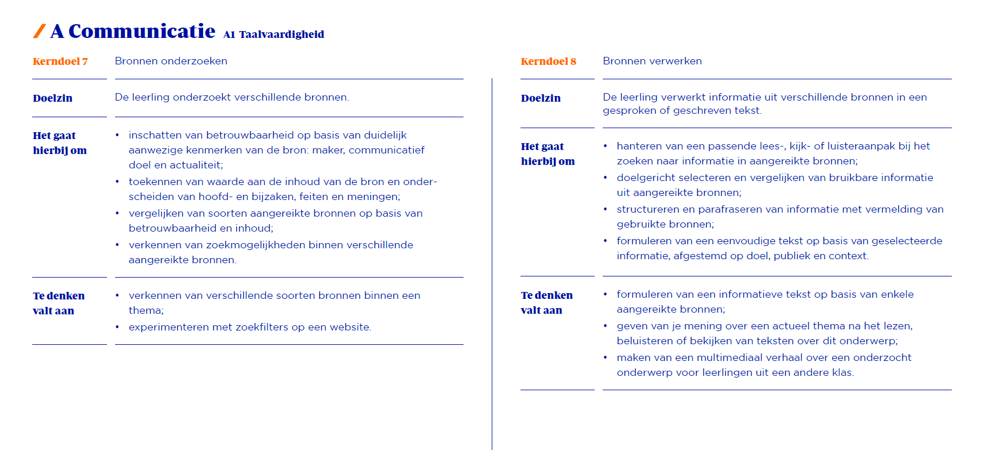 / A Communicatie A1 Taalvaardigheid
Kerndoel 7 Bronnen onderzoeken
Doelzin De leerling onderzoekt verschillende bronnen.
Het gaat
hierbij om
• inschatten van betrouwbaarheid op basis van duidelijk
aanwezige kenmerken van de bron: maker, communicatief
doel en actualiteit;
• toekennen van waarde aan de inhoud van de bron en onder-
scheiden van hoofd- en bijzaken, feiten en meningen;
• vergelijken van soorten aangereikte bronnen op basis van
betrouwbaarheid en inhoud;
• verkennen van zoekmogelijkheden binnen verschillende
aangereikte bronnen.
Te denken
valt aan
• verkennen van verschillende soorten bronnen binnen een
thema;
• experimenteren met zoekfilters op een website.
Kerndoel 8 Bronnen verwerken
Doelzin De leerling verwerkt informatie uit verschillende bronnen in een
gesproken of geschreven tekst.
Het gaat
hierbij om
• hanteren van een passende lees-, kijk- of luisteraanpak bij het
zoeken naar informatie in aangereikte bronnen;
• doelgericht selecteren en vergelijken van bruikbare informatie
uit aangereikte bronnen;
• structureren en parafraseren van informatie met vermelding van
gebruikte bronnen;
• formuleren van een eenvoudige tekst op basis van geselecteerde
informatie, afgestemd op doel, publiek en context.
Te denken
valt aan
• formuleren van een informatieve tekst op basis van enkele
aangereikte bronnen;
• geven van je mening over een actueel thema na het lezen,
beluisteren of bekijken van teksten over dit onderwerp;
• maken van een multimediaal verhaal over een onderzocht
onderwerp voor leerlingen uit een andere klas.